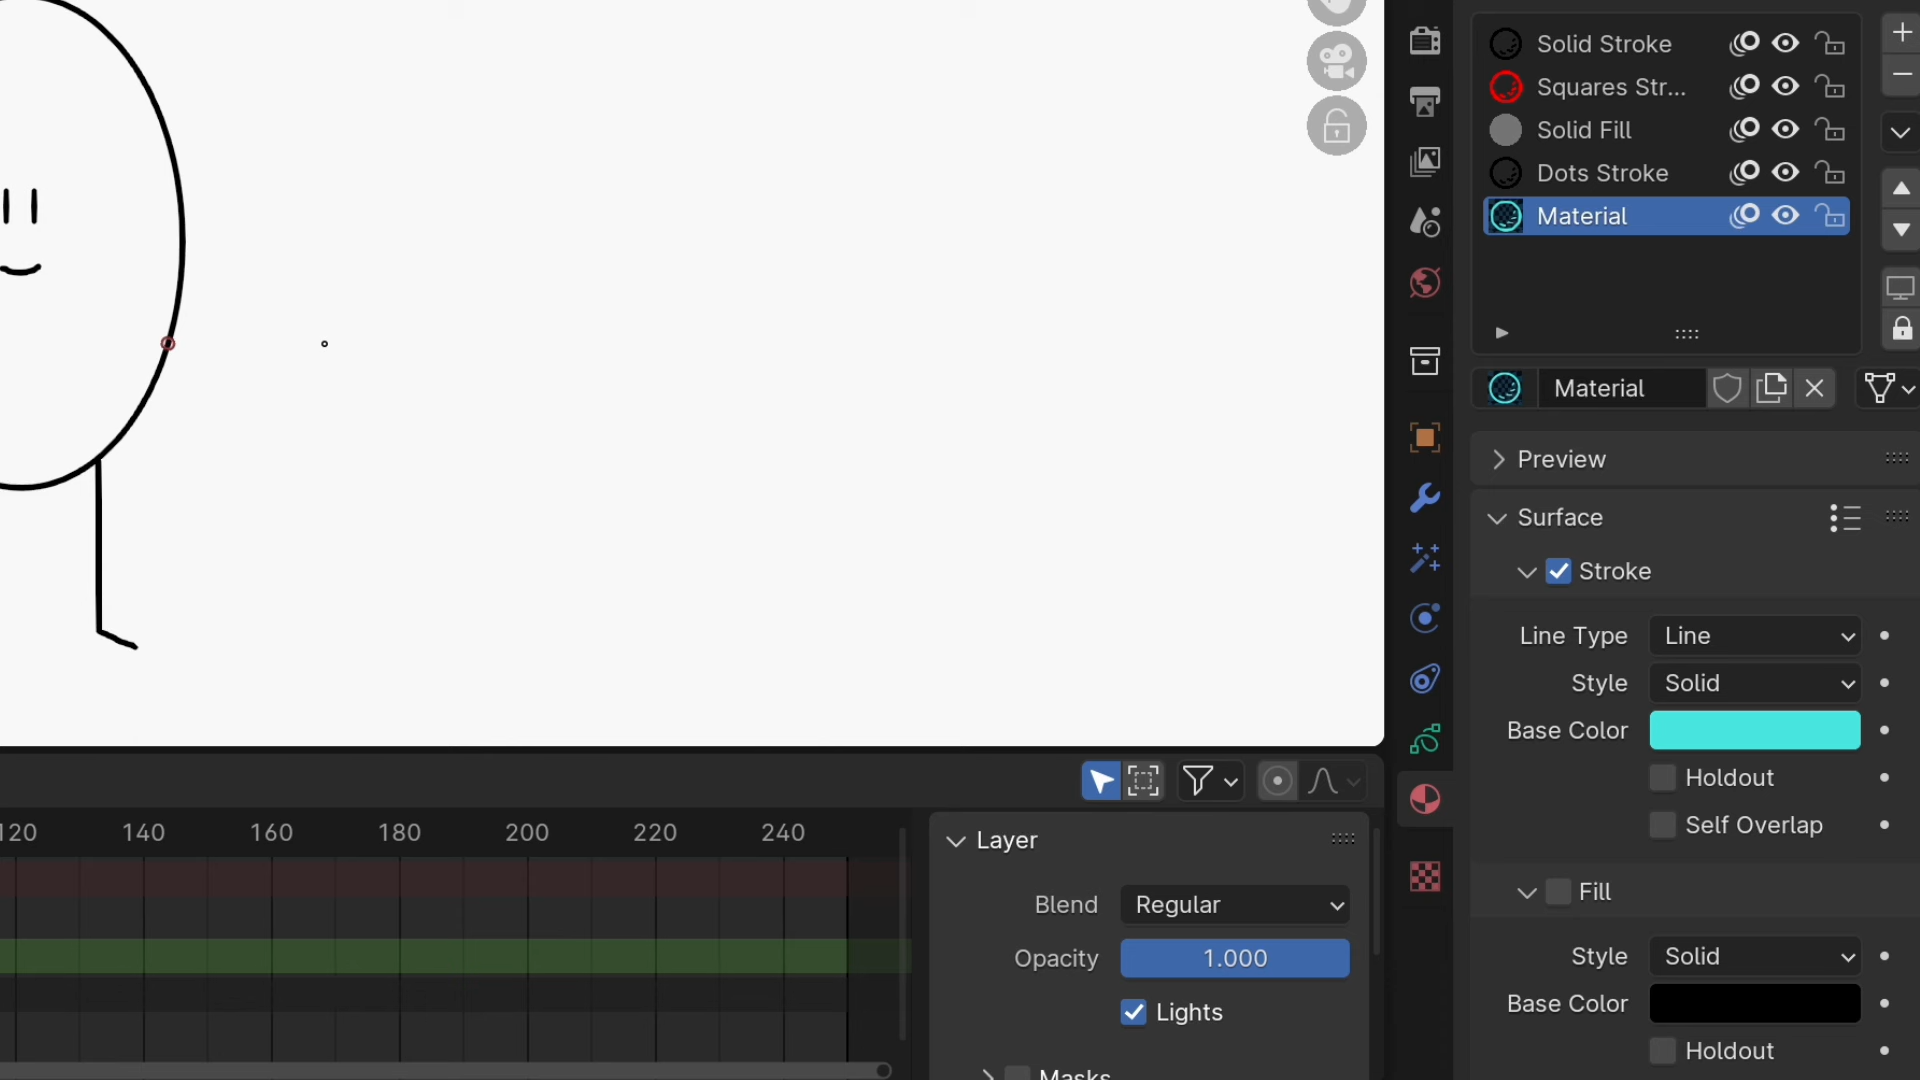 Solid Stroke
Squares Str...
Solid Fill
Dots Stroke
Material
Material
Preview
Surface
Stroke
Line Type Line
Style Solid
Base Color
Holdout
Self Overlap
Fill
Style Solid
Base Color
Holdout
120 140 160 180 200 220 240
Layer
Blend Regular
Opacity 1.000
Lights
Masks